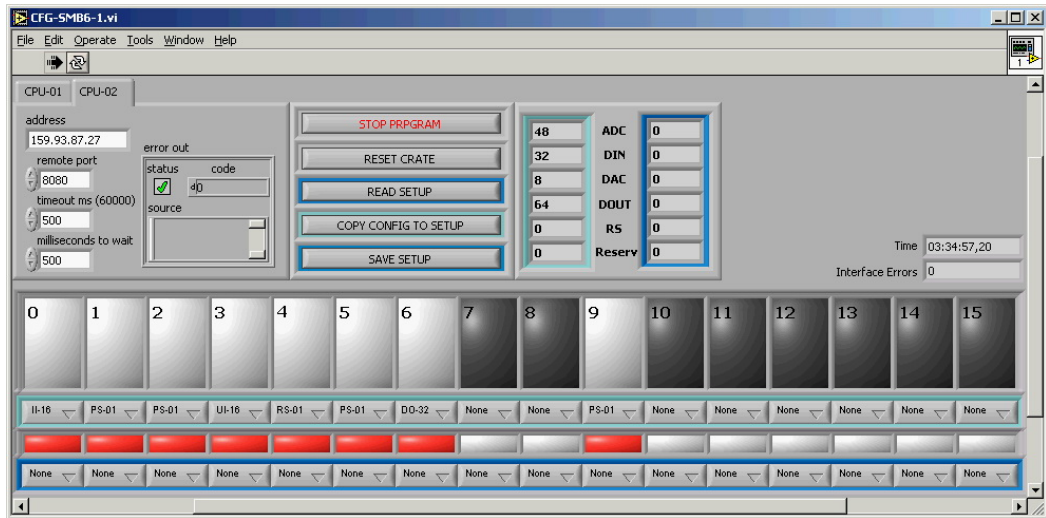 CFG-SMB6-1.vi
File Edit Operate Tools Window Help
1
CPU-01 CPU-02
address
159.93.87.27
remote port
8080
timeout ms (60000)
500
milliseconds to wait
500
error out
status code
d0
source
STOP PRPGRAM
RESET CRATE
READ SETUP
COPY CONFIG TO SETUP
SAVE SETUP
48 ADC 0
32 DIN 0
8 DAC 0
64 DOUT 0
0 RS 0
0 Reserv 0
Time 03:34:57,20
Interface Errors 0
0 1 2 3 4 5 6 7 8 9 10 11 12 13 14 15
II-16 PS-01 PS-01 UI-16 RS-01 PS-01 DO-32 None None PS-01 None None None None None None
None None None None None None None None None None None None None None None None